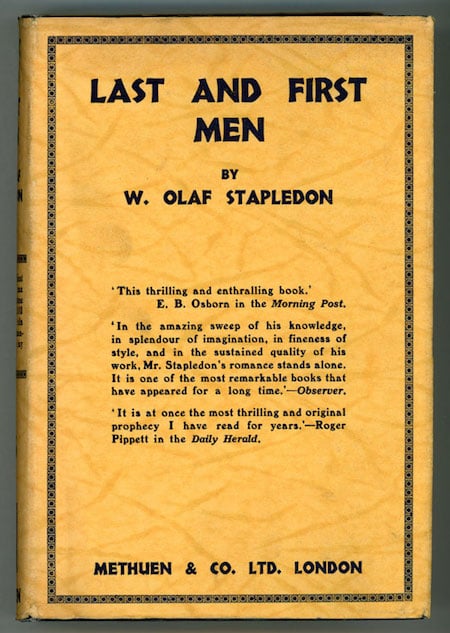 LAST AND FIRST
MEN
BY
W. OLAF STAPLEDON
'This thrilling and enthralling book.'
E. B. Osborn in the Morning Post.
'In the amazing sweep of his knowledge,
in splendour of imagination, in fineness of
style, and in the sustained quality of his
work, Mr. Stapledon's romance stands alone.
It is one of the most remarkable books that
have appeared for a long time.'—Observer.
'It is at once the most thrilling and original
prophecy I have read for years.'—Roger
Pippett in the Daily Herald.
METHUEN & CO. LTD. LONDON